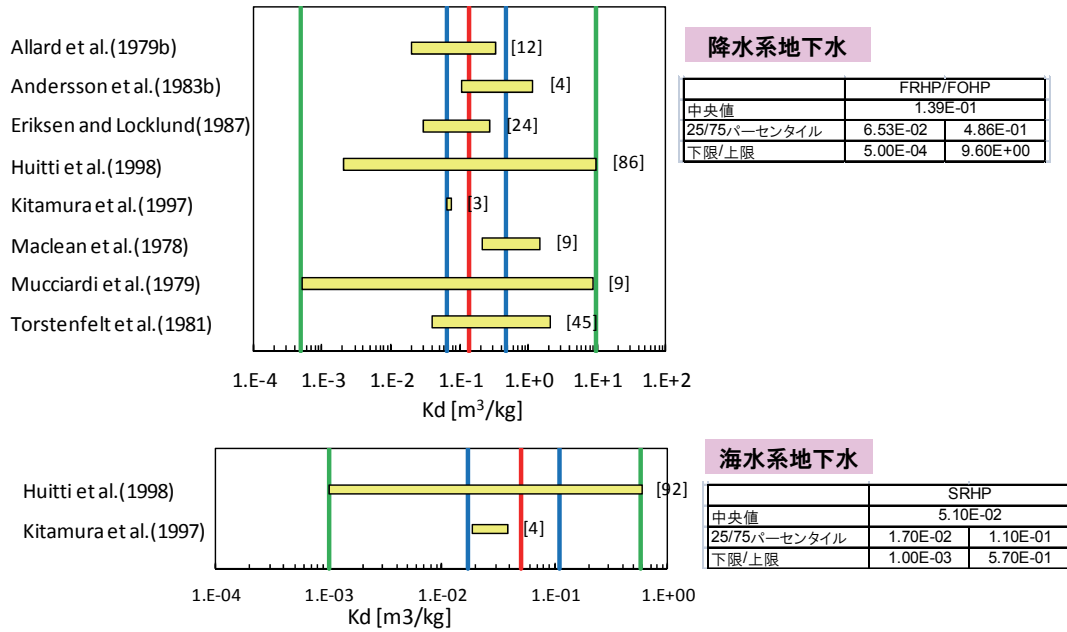 Allard et al.(1979b)
[12]
Andersson et al.(1983b)
[4]
Eriksen and Locklund(1987)
[24]
Huitti et al.(1998)
[86]
Kitamura et al.(1997)
[3]
Maclean et al.(1978)
[9]
Mucciardi et al.(1979)
[9]
Torstenfelt et al.(1981)
[45]
1.E-4 1.E-3 1.E-2 1.E-1 1.E+0 1.E+1 1.E+2
Kd [m³/kg]
降水系地下水
FRHP/FOHP
中央値 1.39E-01
25/75パーセンタイル 6.53E-02 4.86E-01
下限/上限 5.00E-04 9.60E+00
Huitti et al.(1998)
[92]
Kitamura et al.(1997)
[4]
1.E-04 1.E-03 1.E-02 1.E-01 1.E+00
Kd [m3/kg]
海水系地下水
SRHP
中央値 5.10E-02
25/75パーセンタイル 1.70E-02 1.10E-01
下限/上限 1.00E-03 5.70E-01